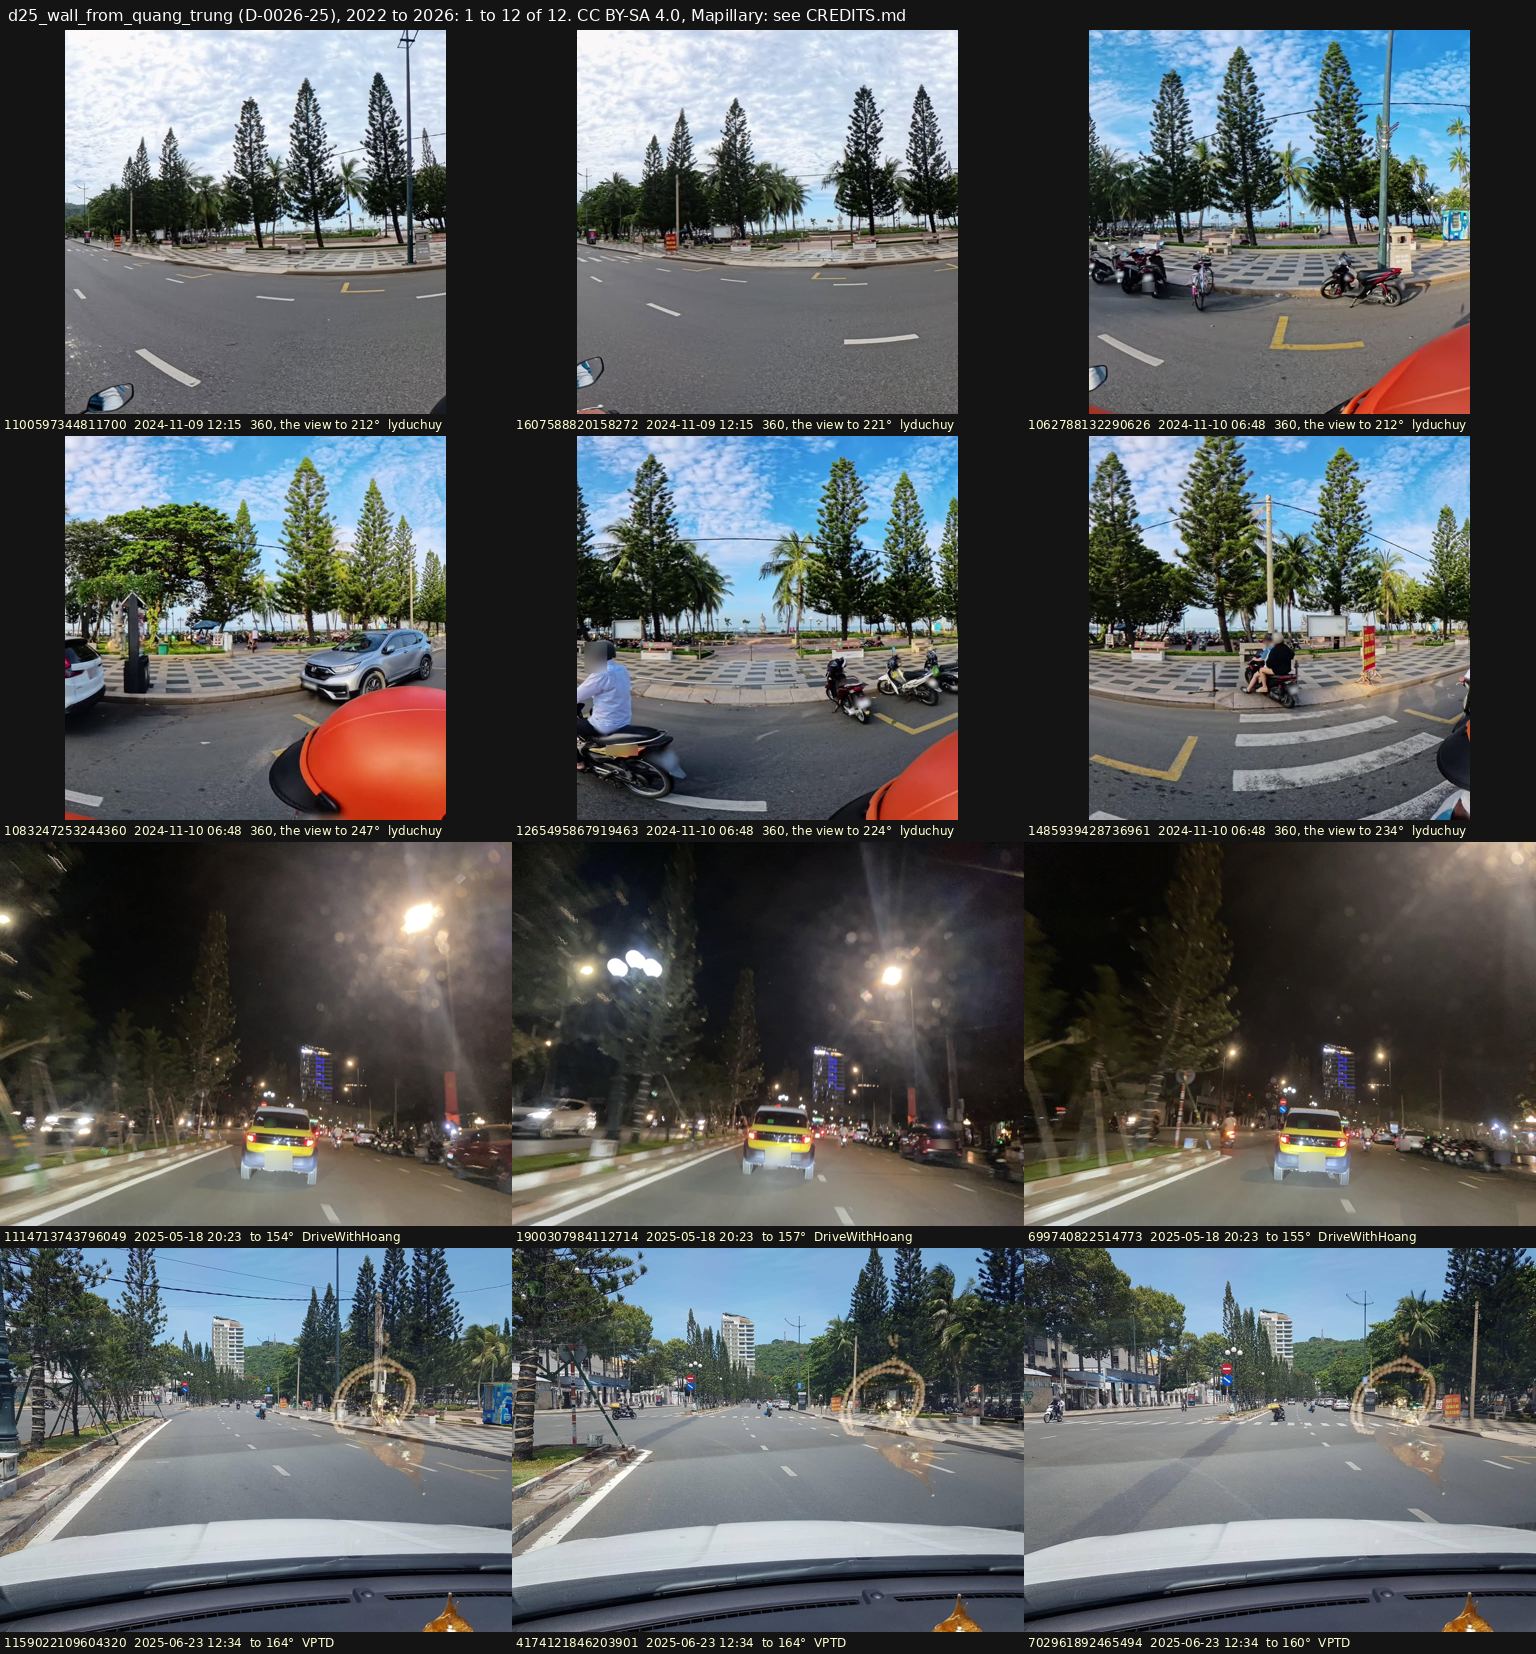 d25_wall_from_quang_trung (D-0026-25), 2022 to 2026: 1 to 12 of 12. CC BY-SA 4.0, Mapillary: see CREDITS.md
1100597344811700 2024-11-09 12:15 360, the view to 212° lyduchuy
1607588820158272 2024-11-09 12:15 360, the view to 221° lyduchuy
1062788132290626 2024-11-10 06:48 360, the view to 212° lyduchuy
1083247253244360 2024-11-10 06:48 360, the view to 247° lyduchuy
1265495867919463 2024-11-10 06:48 360, the view to 224° lyduchuy
1485939428736961 2024-11-10 06:48 360, the view to 234° lyduchuy
1114713743796049 2025-05-18 20:23 to 154° DriveWithHoang
1900307984112714 2025-05-18 20:23 to 157° DriveWithHoang
699740822514773 2025-05-18 20:23 to 155° DriveWithHoang
1159022109604320 2025-06-23 12:34 to 164° VPTD
4174121846203901 2025-06-23 12:34 to 164° VPTD
702961892465494 2025-06-23 12:34 to 160° VPTD